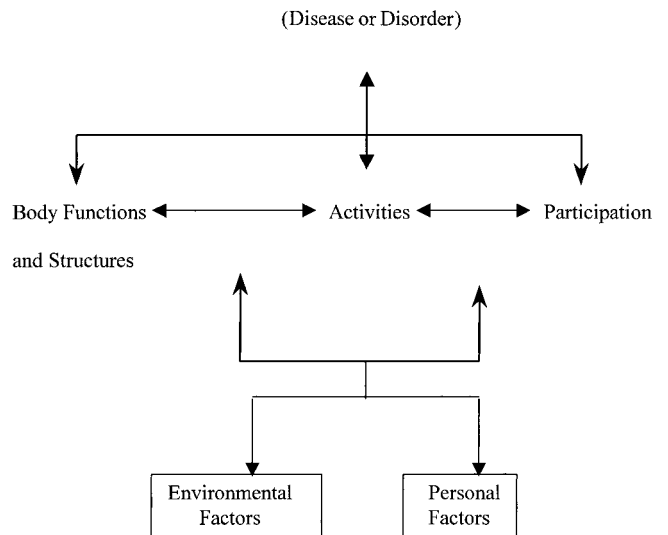 (Disease or Disorder)
Body Functions
and Structures
Activities
Participation
Environmental
Factors
Personal
Factors